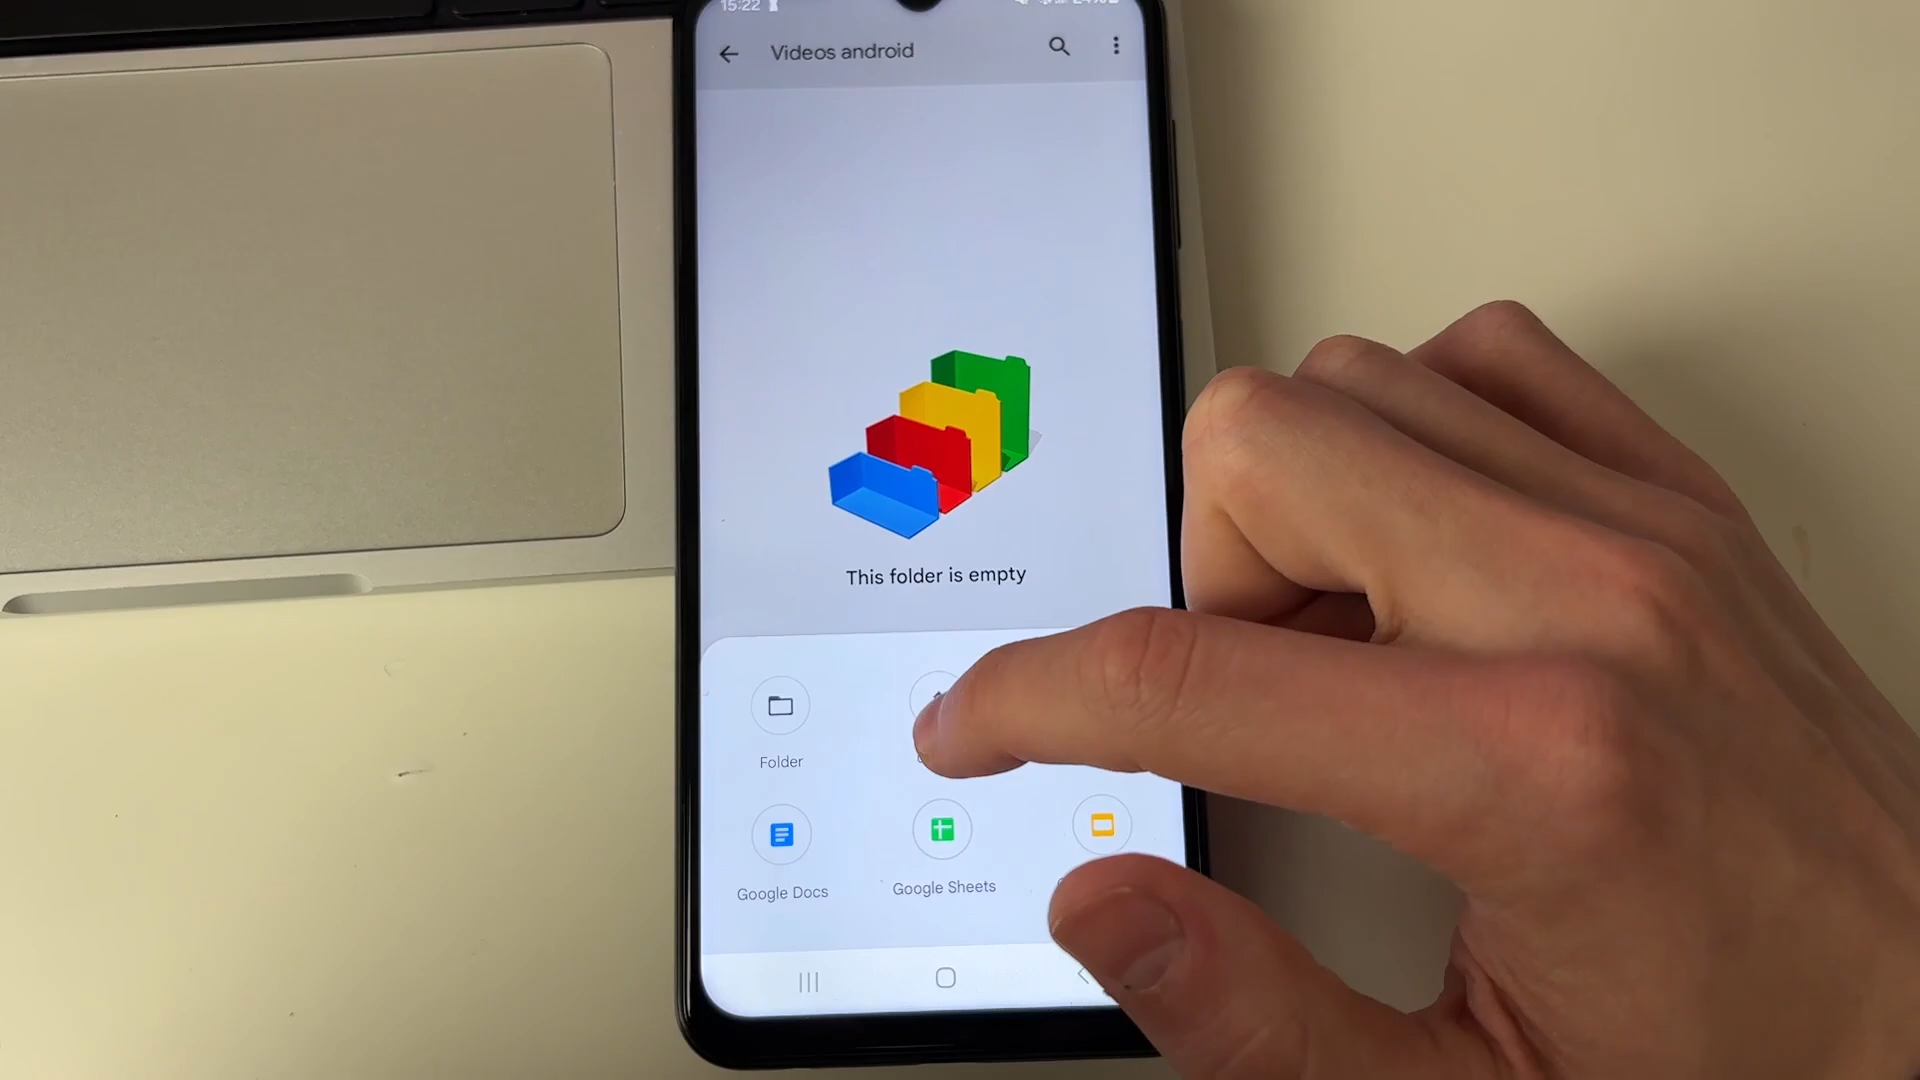 15:22
Videos android
This folder is empty
Folder
Google Docs
Google Sheets